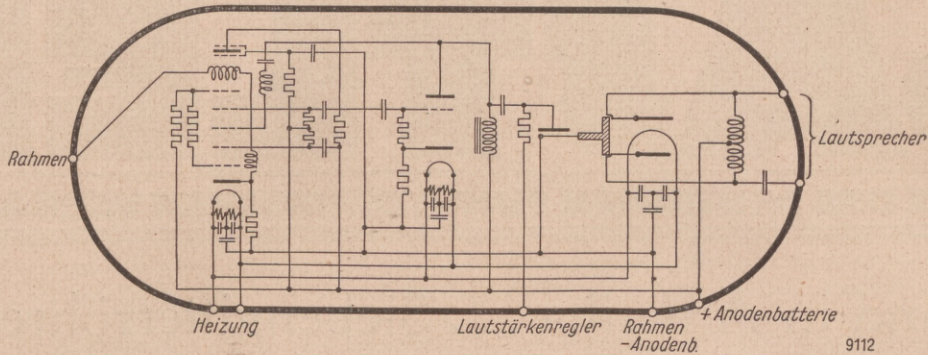 Rahmen
Lautsprecher
Heizung
Lautstärkenregler
Rahmen
-Anodenb.
+Anodenbatterie
9112